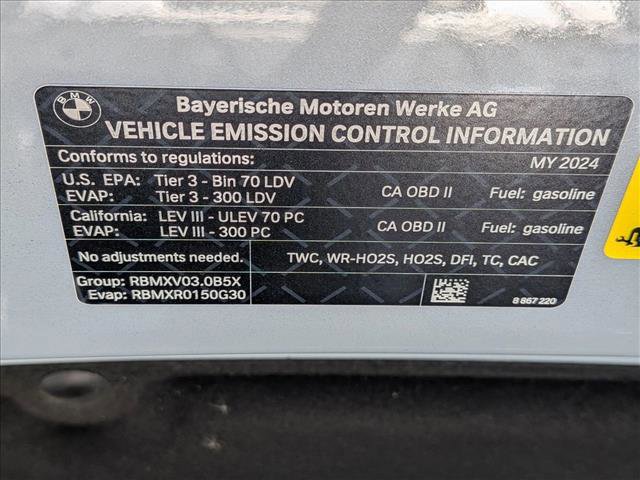 BMW
Bayerische Motoren Werke AG
VEHICLE EMISSION CONTROL INFORMATION
Conforms to regulations: MY 2024
U.S. EPA: Tier 3 - Bin 70 LDV CA OBD II Fuel: gasoline
EVAP: Tier 3 - 300 LDV
California: LEV III - ULEV 70 PC CA OBD II Fuel: gasoline
EVAP: LEV III - 300 PC
No adjustments needed. TWC, WR-HO2S, HO2S, DFI, TC, CAC
Group: RBMXV03.0B5X
Evap: RBMXR0150G30 8 867 220